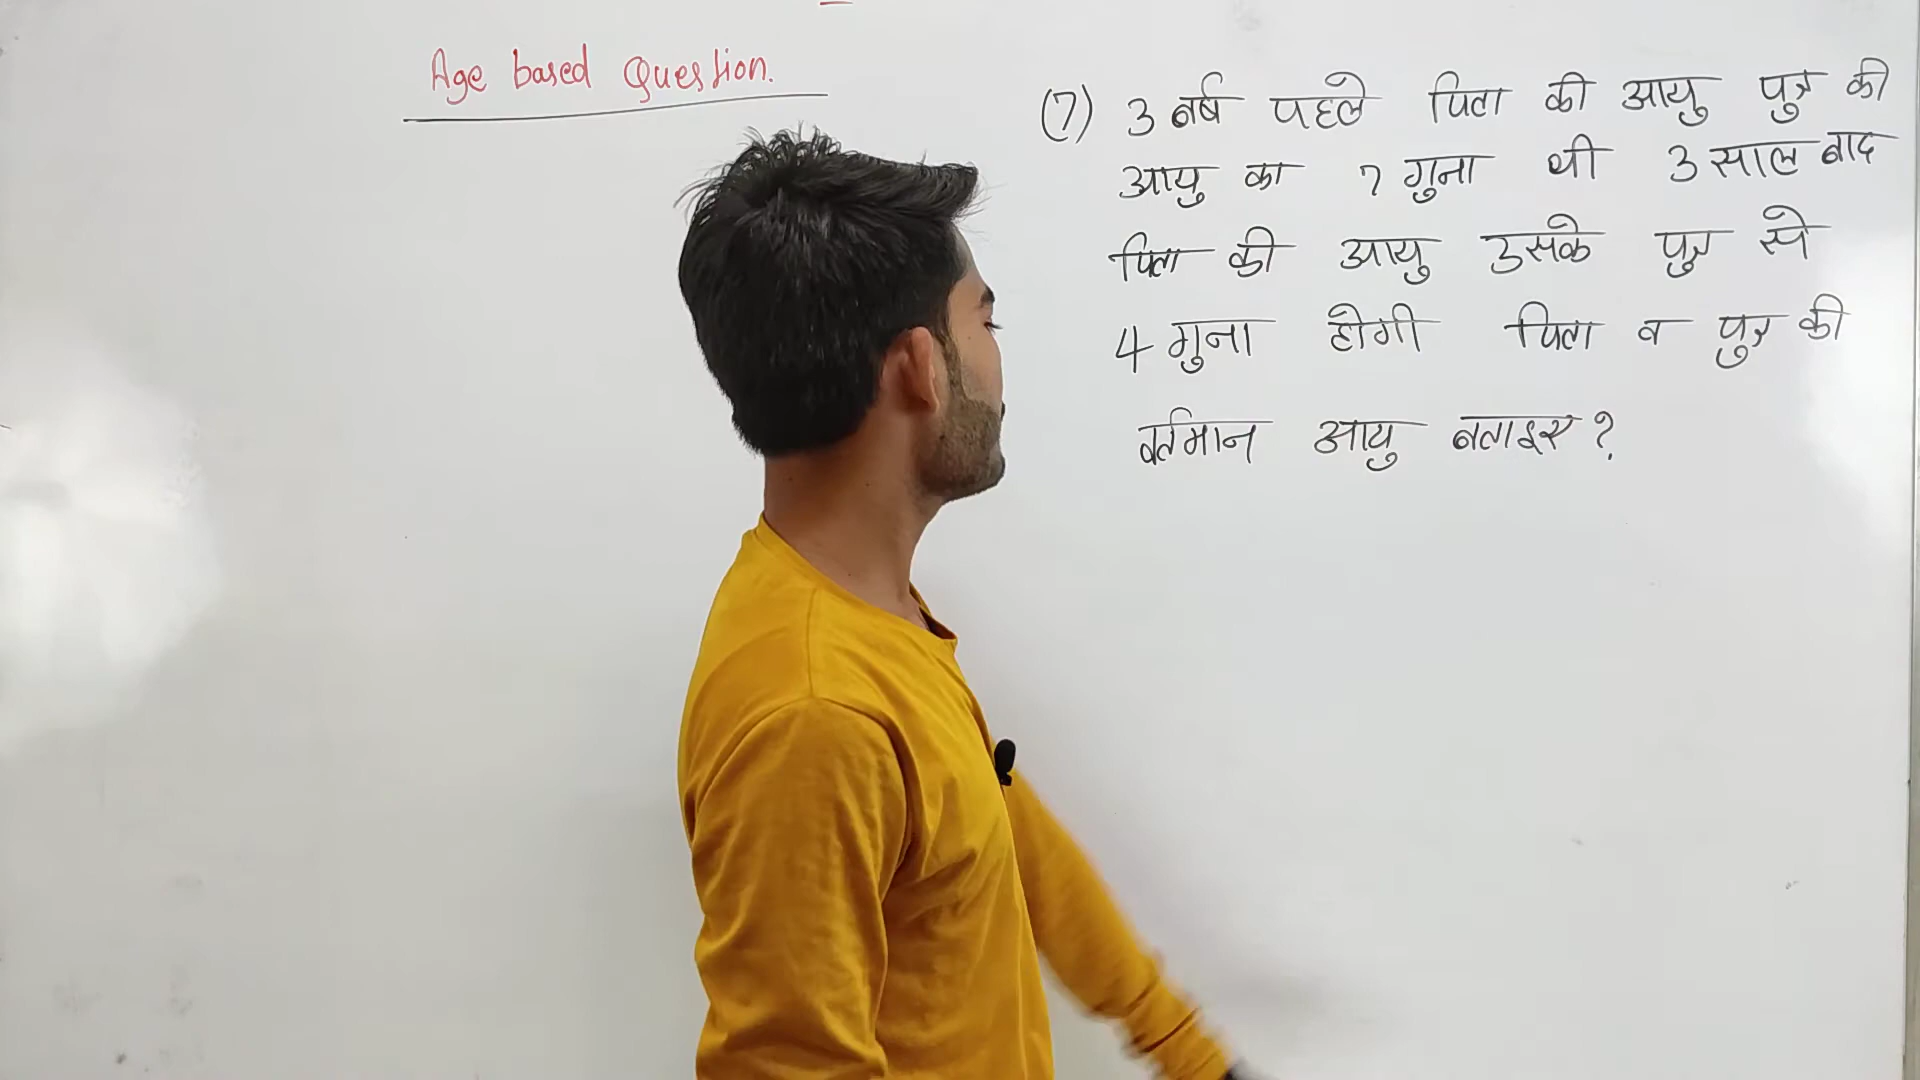 Age based Question.
(7) 3 वर्ष पहले पिता की आयु पुत्र की
आयु का 7 गुना थी 3 साल बाद
पिता की आयु उसके पुत्र से
4 गुना होगी पिता व पुत्र की
वर्तमान आयु बताइए?